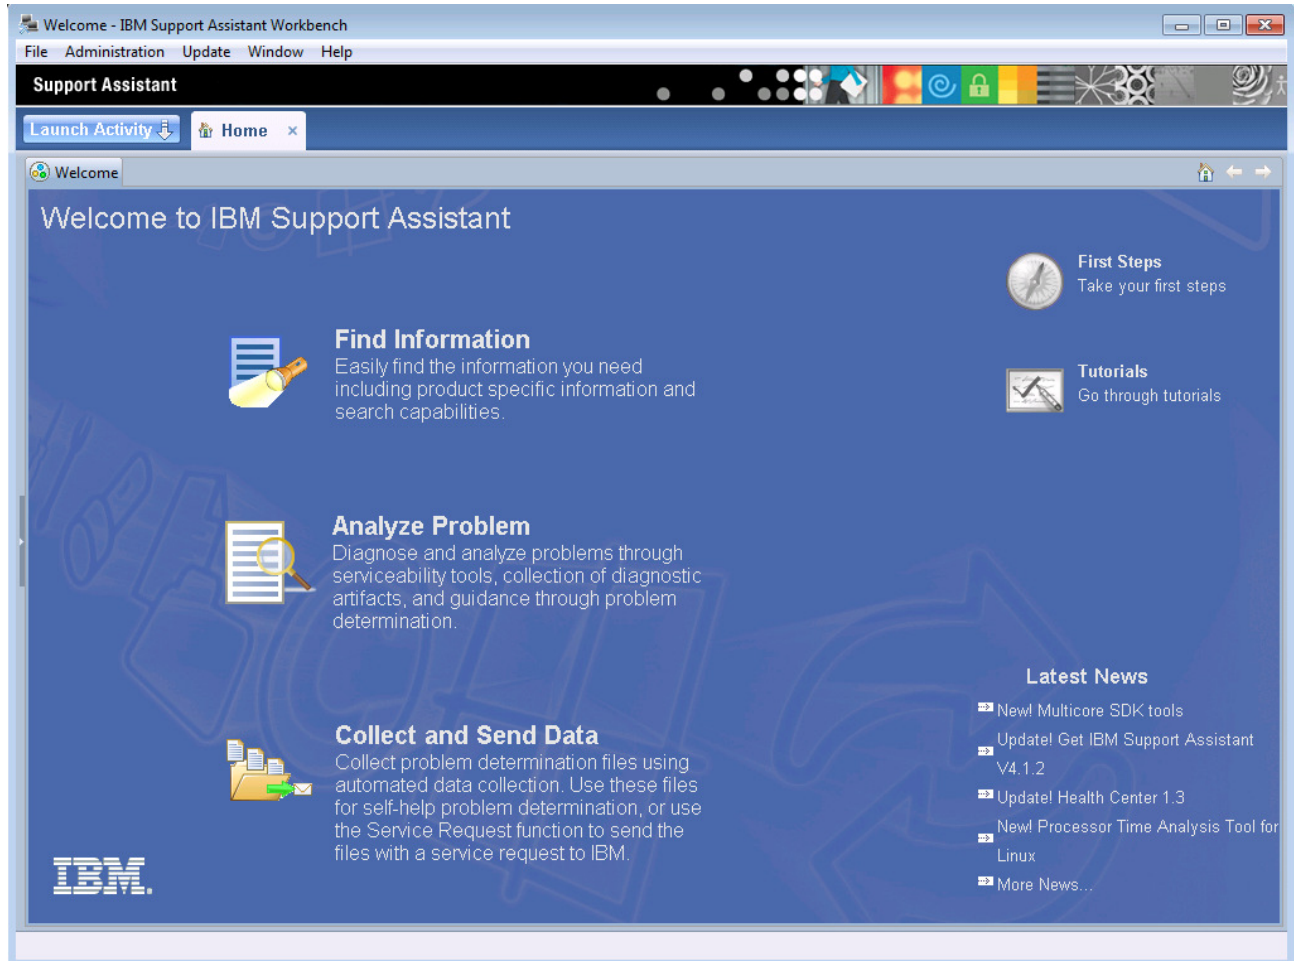 Welcome - IBM Support Assistant Workbench
File Administration Update Window Help
Support Assistant
Launch Activity Home
Welcome
Welcome to IBM Support Assistant
First Steps
Take your first steps
Find Information
Easily find the information you need
including product specific information and
search capabilities.
Tutorials
Go through tutorials
Analyze Problem
Diagnose and analyze problems through
serviceability tools, collection of diagnostic
artifacts, and guidance through problem
determination.
Collect and Send Data
Collect problem determination files using
automated data collection. Use these files
for self-help problem determination, or use
the Service Request function to send the
files with a service request to IBM.
Latest News
New! Multicore SDK tools
Update! Get IBM Support Assistant
V4.1.2
Update! Health Center 1.3
New! Processor Time Analysis Tool for
Linux
More News...
IBM.